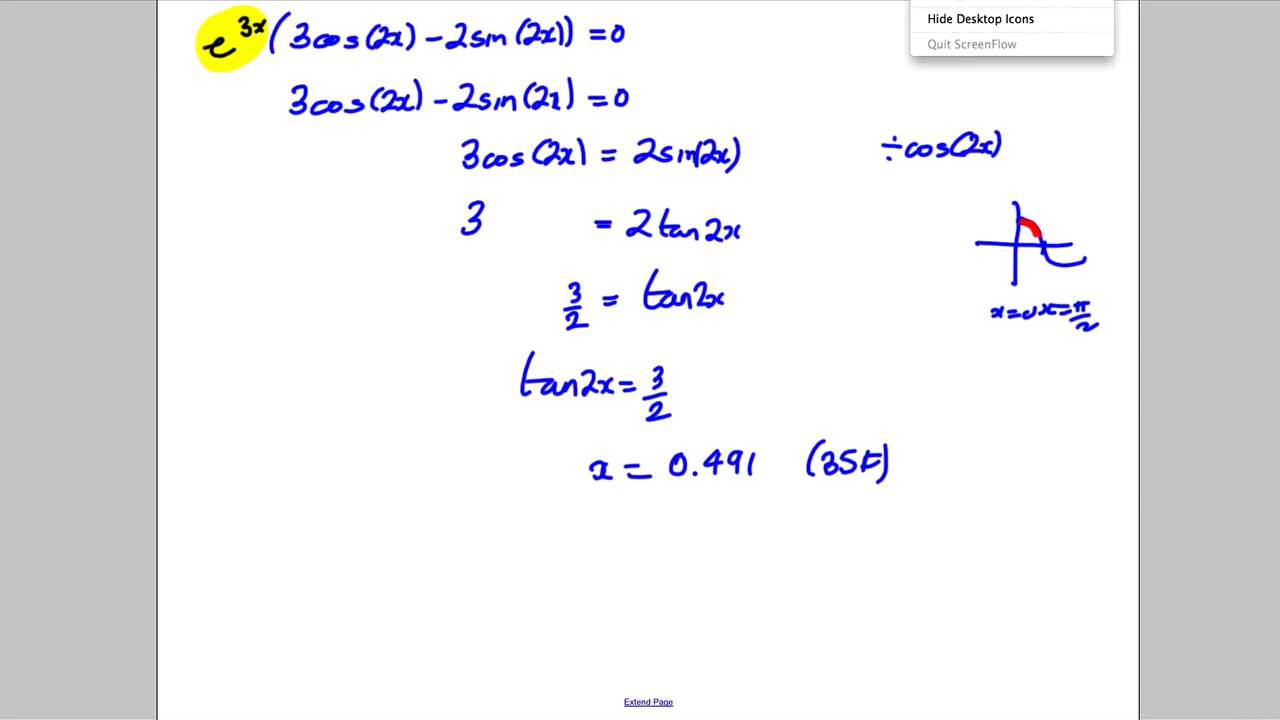 Hide Desktop Icons
Quit ScreenFlow
e^{3x}(3cos(2x) - 2sin(2x)) = 0
3cos(2x) - 2sin(2x) = 0
3cos(2x) = 2sin(2x) ÷cos(2x)
3 = 2tan2x
3/2 = tan2x
x=0 x=π/2
tan2x = 3/2
x = 0.491 (3SF)
Extend Page